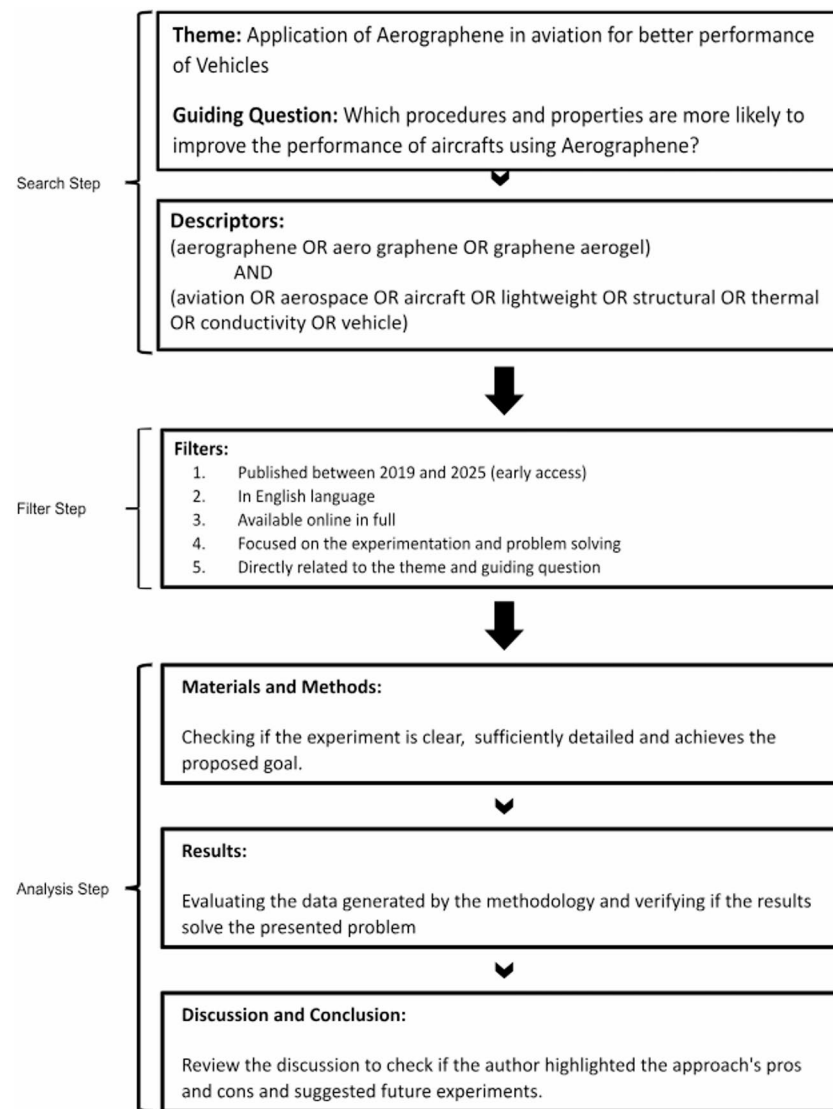 Theme: Application of Aerographene in aviation for better performance
of Vehicles
Guiding Question: Which procedures and properties are more likely to
improve the performance of aircrafts using Aerographene?
Search Step
Descriptors:
(aerographene OR aero graphene OR graphene aerogel)
AND
(aviation OR aerospace OR aircraft OR lightweight OR structural OR thermal
OR conductivity OR vehicle)
Filters:
1. Published between 2019 and 2025 (early access)
2. In English language
3. Available online in full
4. Focused on the experimentation and problem solving
5. Directly related to the theme and guiding question
Filter Step
Materials and Methods:
Checking if the experiment is clear, sufficiently detailed and achieves the
proposed goal.
Results:
Evaluating the data generated by the methodology and verifying if the results
solve the presented problem
Analysis Step
Discussion and Conclusion:
Review the discussion to check if the author highlighted the approach's pros
and cons and suggested future experiments.